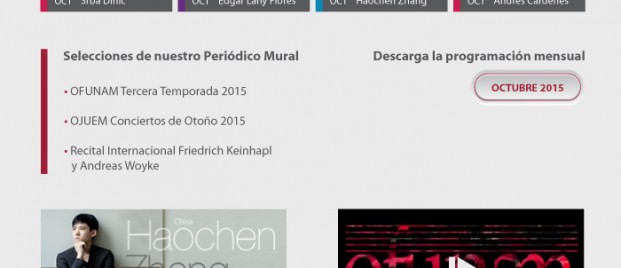 OCT Srba Dinic
OCT Edgar Lany Flores
OCT Haochen Zhang
OCT Andrés Cárdenes
Selecciones de nuestro Periódico Mural
• OFUNAM Tercera Temporada 2015
• OJUEM Conciertos de Otoño 2015
• Recital Internacional Friedrich Keinhapl
y Andreas Woyke
Descarga la programación mensual
OCTUBRE 2015
China
Haochen
Zhang
ofunam